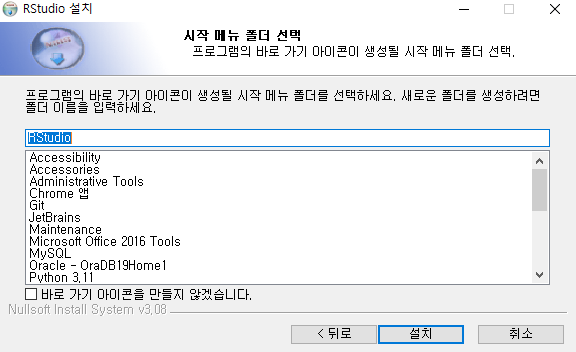 RStudio 설치
시작 메뉴 폴더 선택
프로그램의 바로 가기 아이콘이 생성될 시작 메뉴 폴더 선택.
프로그램의 바로 가기 아이콘이 생성될 시작 메뉴 폴더를 선택하세요. 새로운 폴더를 생성하려면
폴더 이름을 입력하세요.
RStudio
Accessibility
Accessories
Administrative Tools
Chrome 앱
Git
JetBrains
Maintenance
Microsoft Office 2016 Tools
MySQL
Oracle - OraDB19Home1
Python 3.11
바로 가기 아이콘을 만들지 않겠습니다.
Nullsoft Install System v3.08
< 뒤로
설치
취소